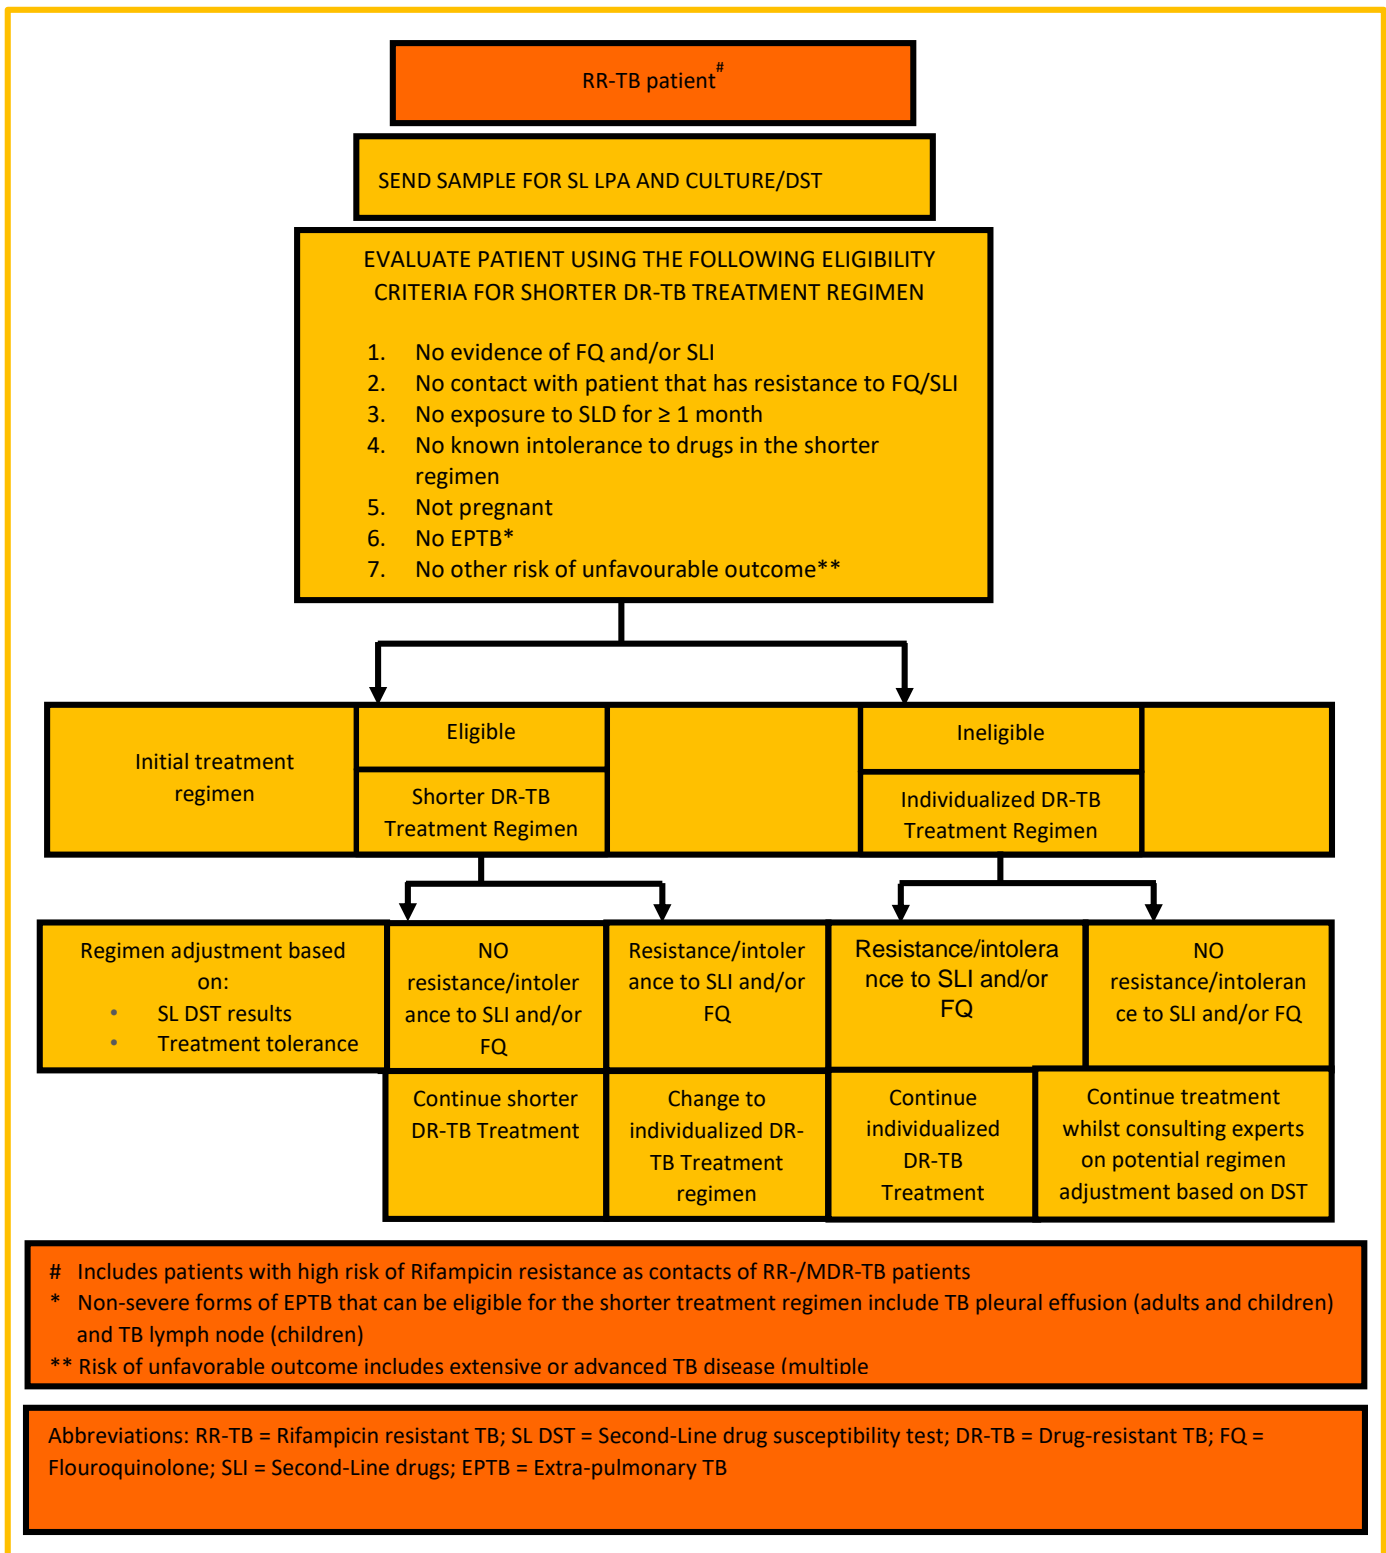 RR-TB patient#
SEND SAMPLE FOR SL LPA AND CULTURE/DST
EVALUATE PATIENT USING THE FOLLOWING ELIGIBILITY
CRITERIA FOR SHORTER DR-TB TREATMENT REGIMEN
1. No evidence of FQ and/or SLI
2. No contact with patient that has resistance to FQ/SLI
3. No exposure to SLD for ≥ 1 month
4. No known intolerance to drugs in the shorter
regimen
5. Not pregnant
6. No EPTB*
7. No other risk of unfavourable outcome**
Initial treatment
regimen
Eligible
Shorter DR-TB
Treatment Regimen
Ineligible
Individualized DR-TB
Treatment Regimen
Regimen adjustment based
on:
• SL DST results
• Treatment tolerance
NO
resistance/intoler
ance to SLI and/or
FQ
Resistance/intoler
ance to SLI and/or
FQ
Resistance/intolera
nce to SLI and/or
FQ
NO
resistance/intoleran
ce to SLI and/or FQ
Continue shorter
DR-TB Treatment
Change to
individualized DR-
TB Treatment
regimen
Continue
individualized
DR-TB
Treatment
Continue treatment
whilst consulting experts
on potential regimen
adjustment based on DST
# Includes patients with high risk of Rifampicin resistance as contacts of RR-/MDR-TB patients
* Non-severe forms of EPTB that can be eligible for the shorter treatment regimen include TB pleural effusion (adults and children)
and TB lymph node (children)
** Risk of unfavorable outcome includes extensive or advanced TB disease (multiple
Abbreviations: RR-TB = Rifampicin resistant TB; SL DST = Second-Line drug susceptibility test; DR-TB = Drug-resistant TB; FQ =
Flouroquinolone; SLI = Second-Line drugs; EPTB = Extra-pulmonary TB